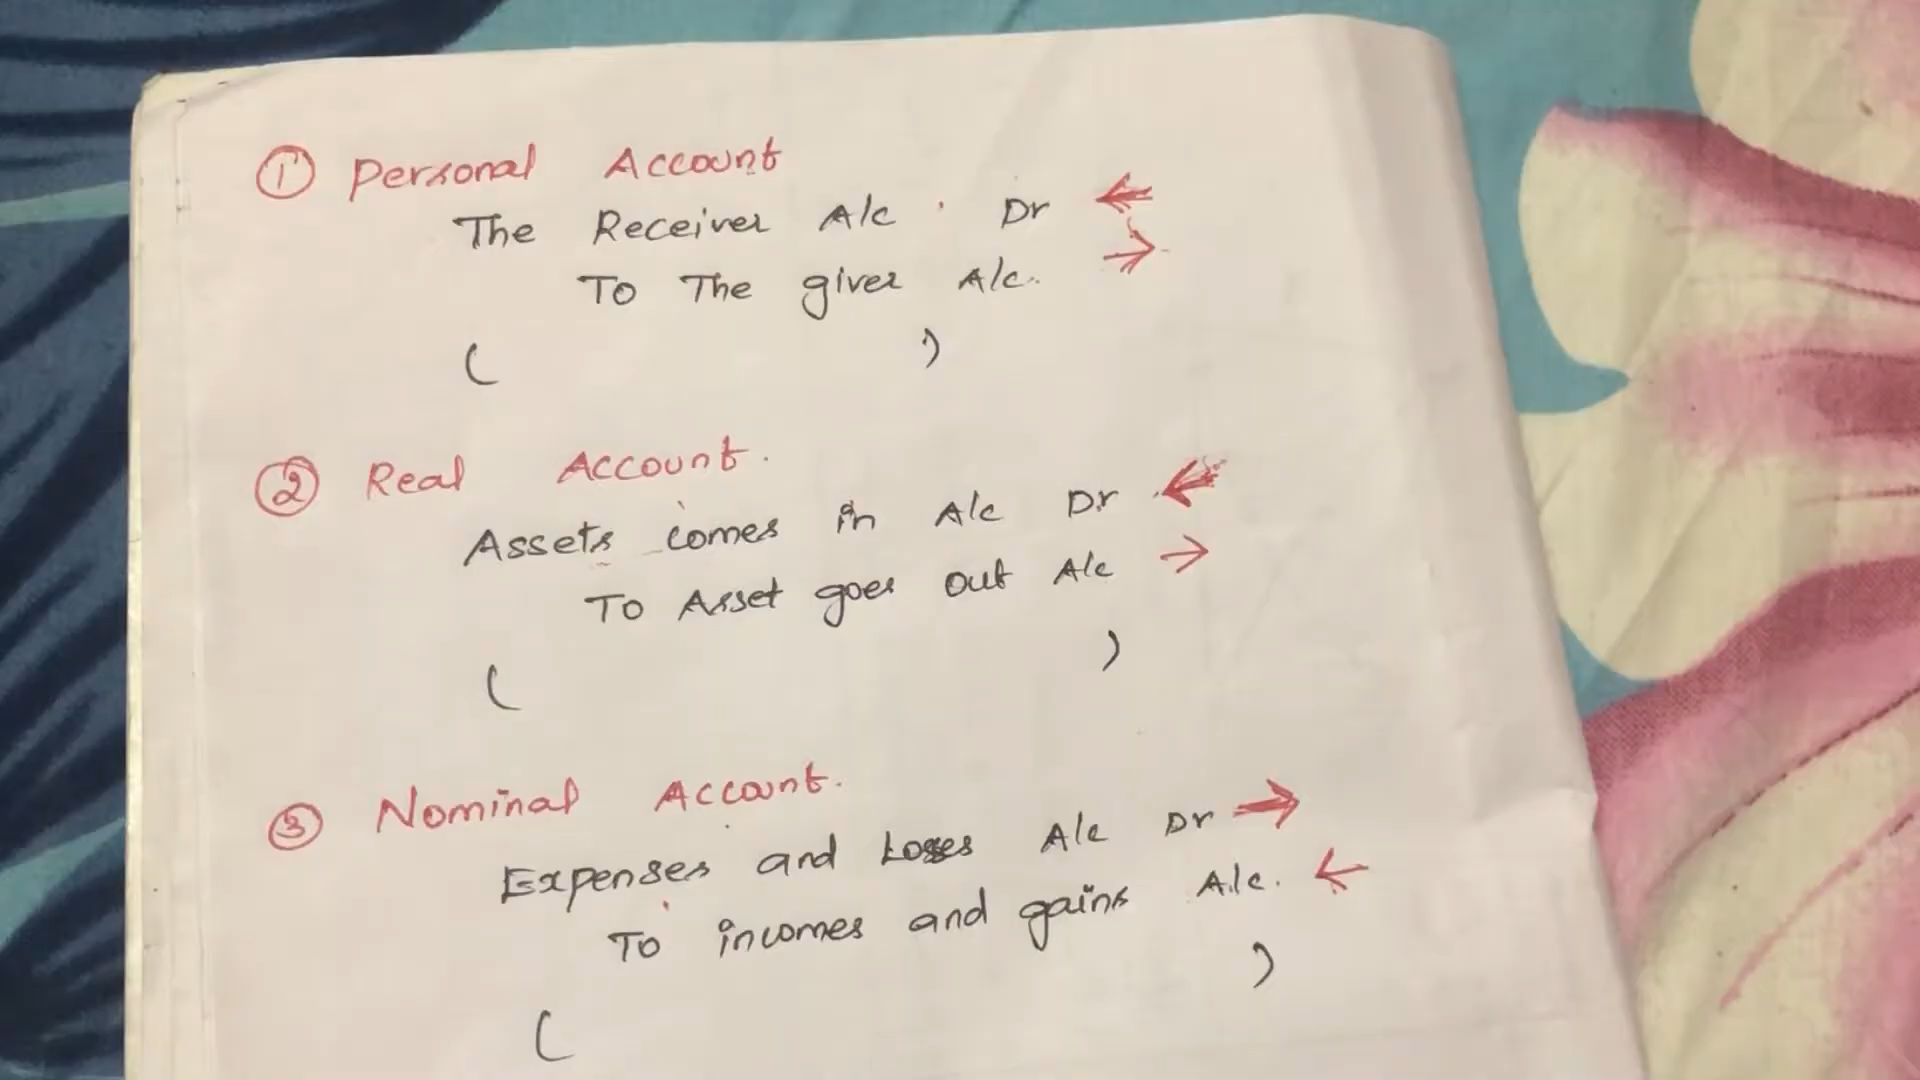 ① Personal Account
The Receiver A/c Dr ←
To The giver A/c. →
( )
② Real Account.
Assets comes in A/c Dr ←
To Asset goes out A/c →
( )
③ Nominal Account.
Expenses and Losses A/c Dr →
To incomes and gains A/c. ←
( )